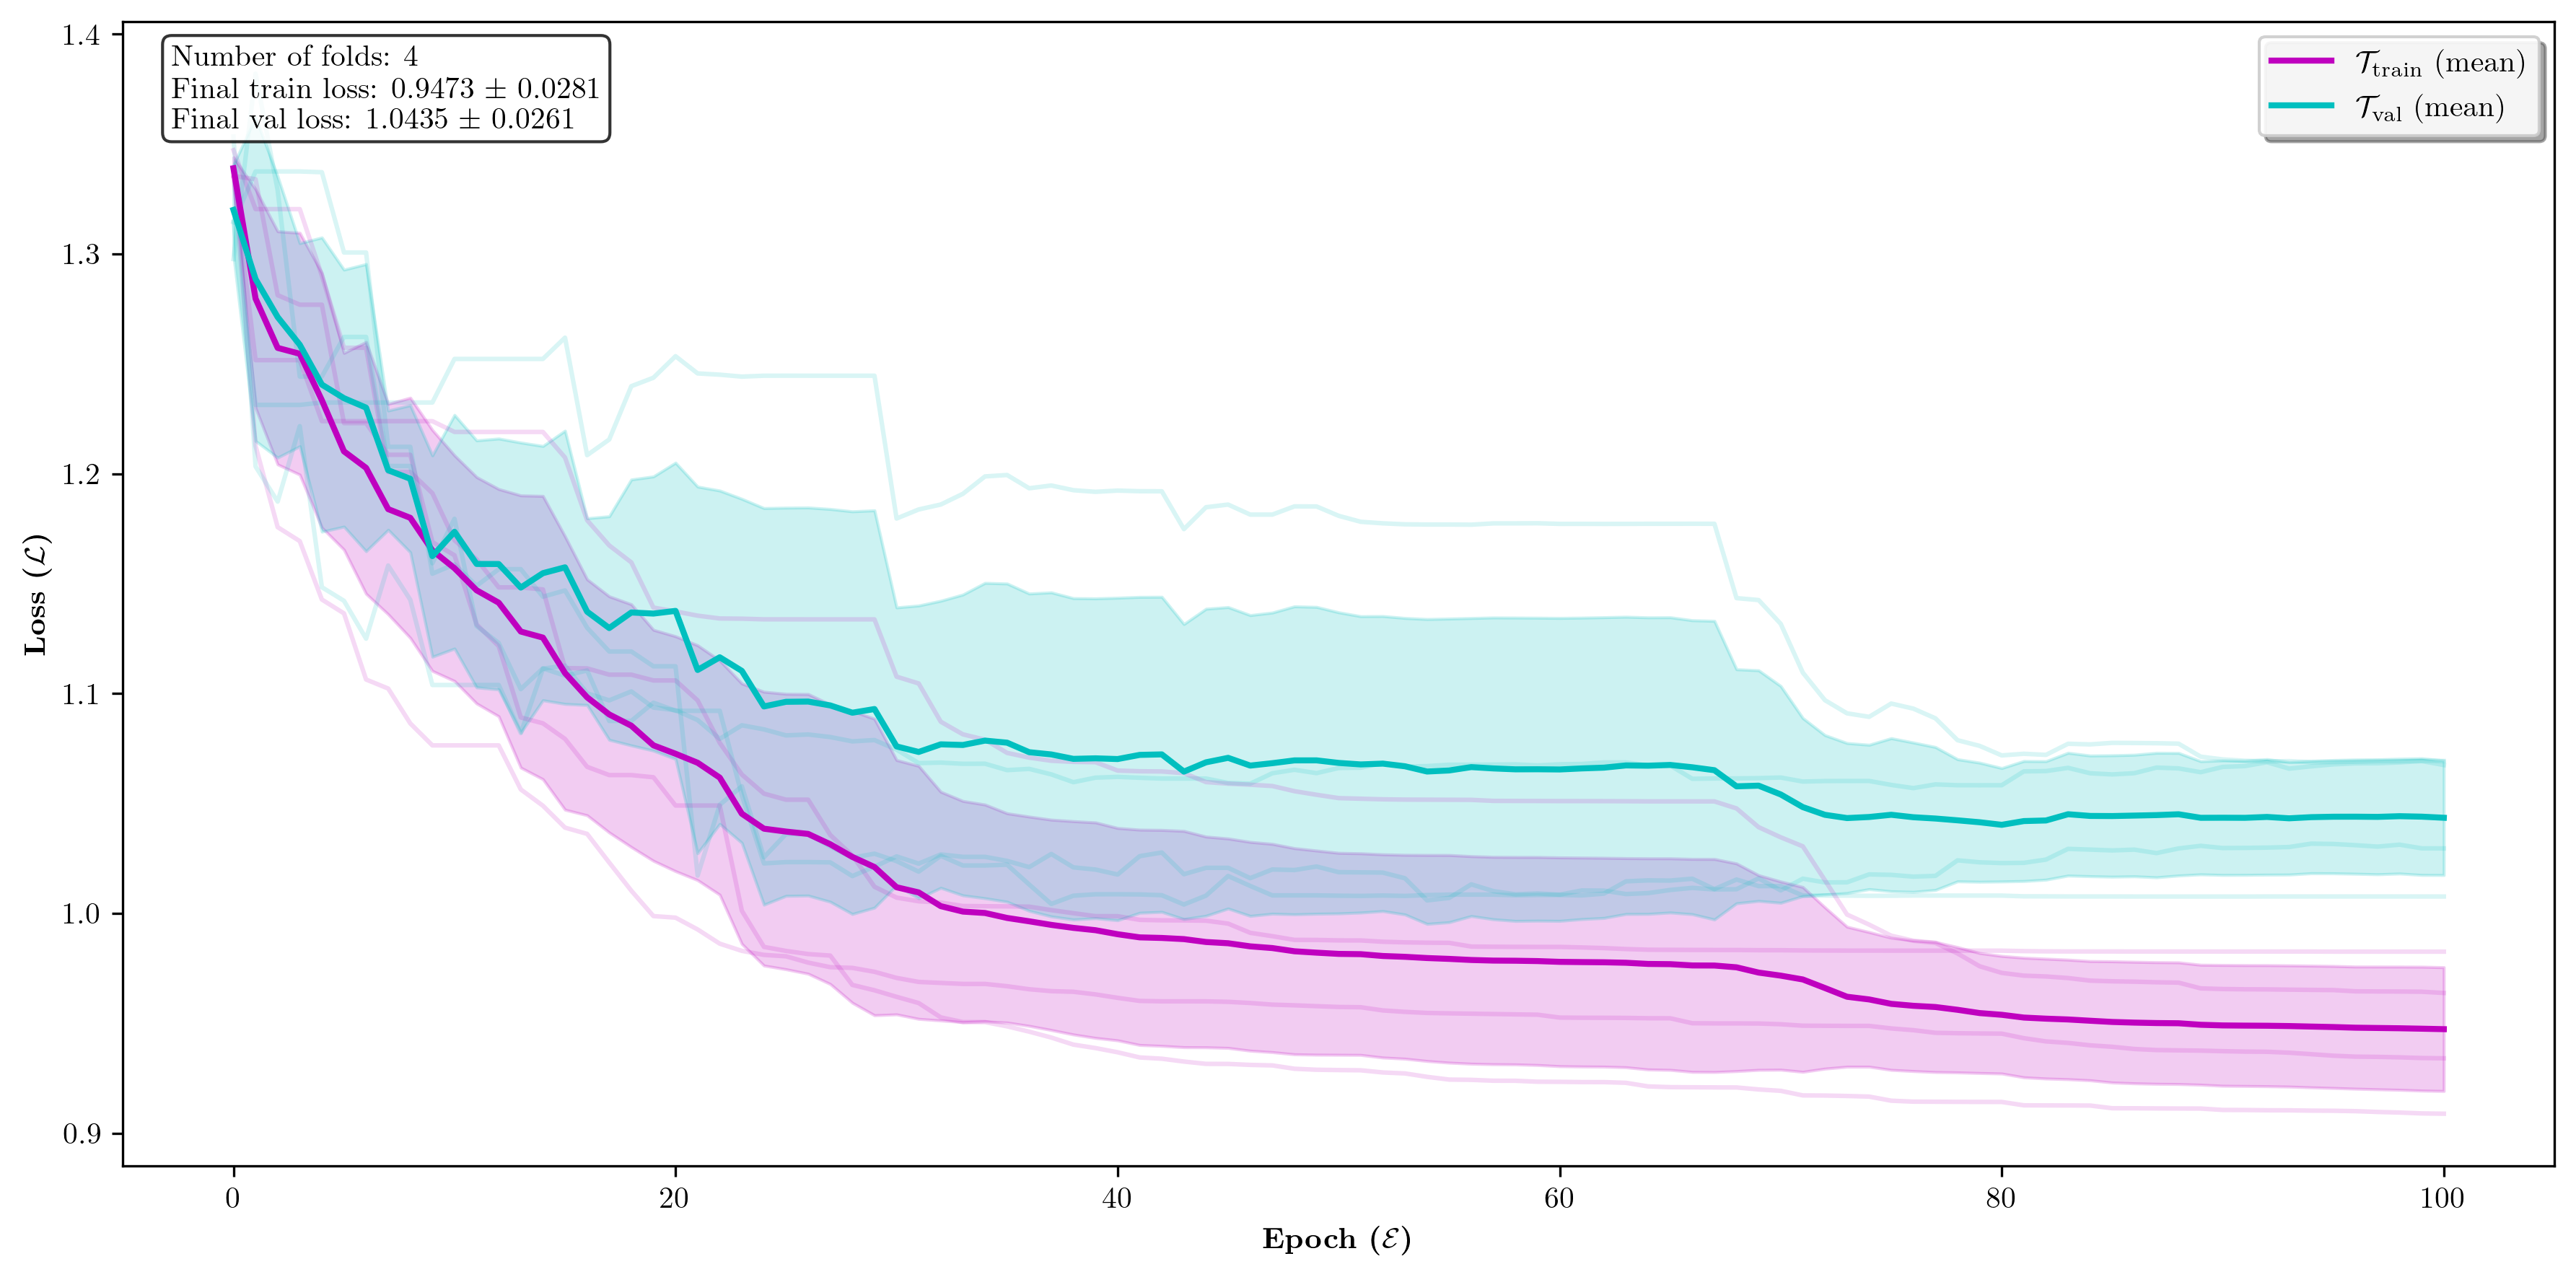 Number of folds: 4
Final train loss: 0.9473 ± 0.0281
Final val loss: 1.0435 ± 0.0261
𝒯train (mean)
𝒯val (mean)
1.4
1.3
1.2
1.1
1.0
0.9
Loss (ℒ)
0 20 40 60 80 100
Epoch (ℰ)